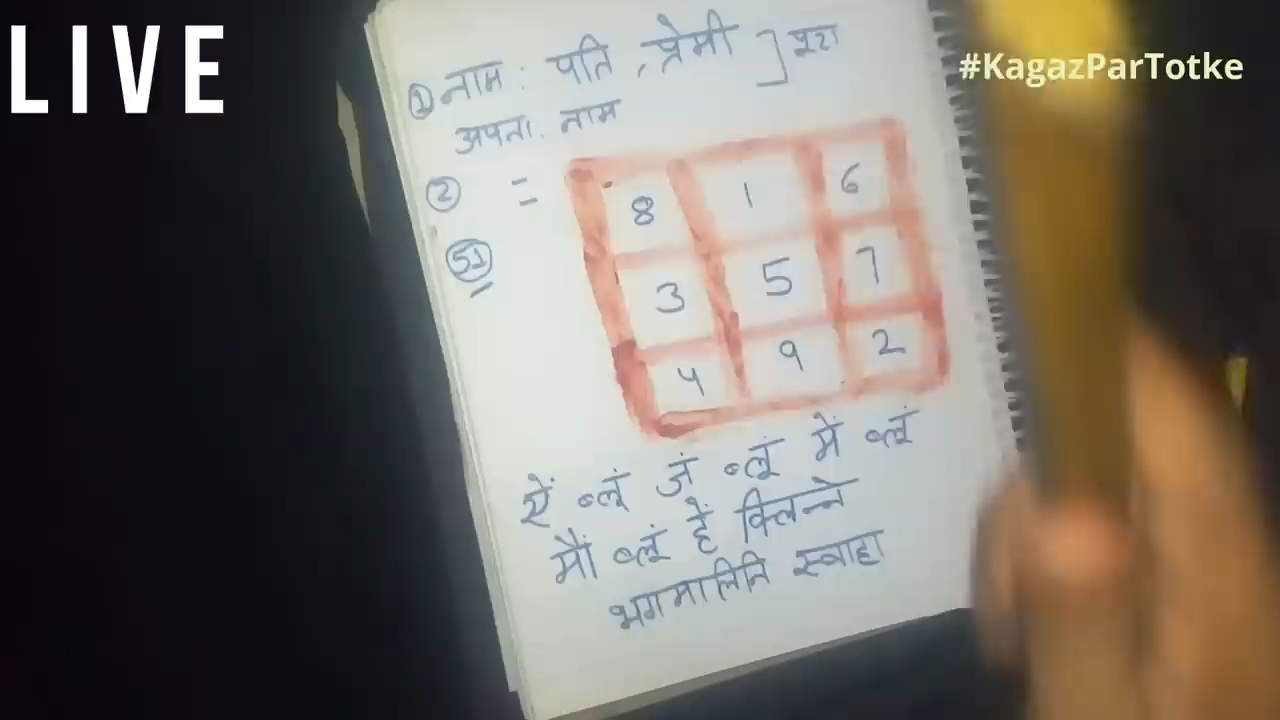 LIVE
#KagazParTotke
① नाम : पति , प्रेमी ] पूरा
अपना. नाम
② =
51
8 1 6
3 5 7
4 9 2
ऐं ब्लूं जं ब्लूं में ब्लूं
मौं ब्लूं हें क्लिन्ने
भगमालिनि स्वाहा